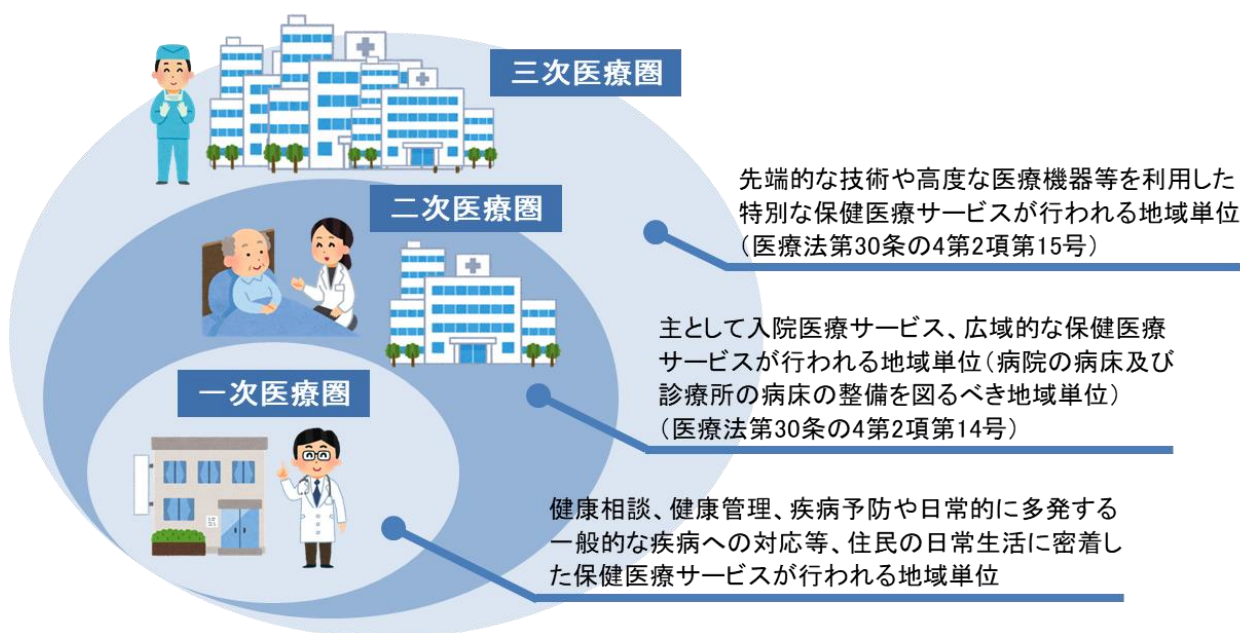 三次医療圏
先端的な技術や高度な医療機器等を利用した
特別な保健医療サービスが行われる地域単位
（医療法第30条の4第2項第15号）
二次医療圏
主として入院医療サービス、広域的な保健医療
サービスが行われる地域単位（病院の病床及び
診療所の病床の整備を図るべき地域単位）
（医療法第30条の4第2項第14号）
一次医療圏
健康相談、健康管理、疾病予防や日常的に多発する
一般的な疾病への対応等、住民の日常生活に密着し
た保健医療サービスが行われる地域単位